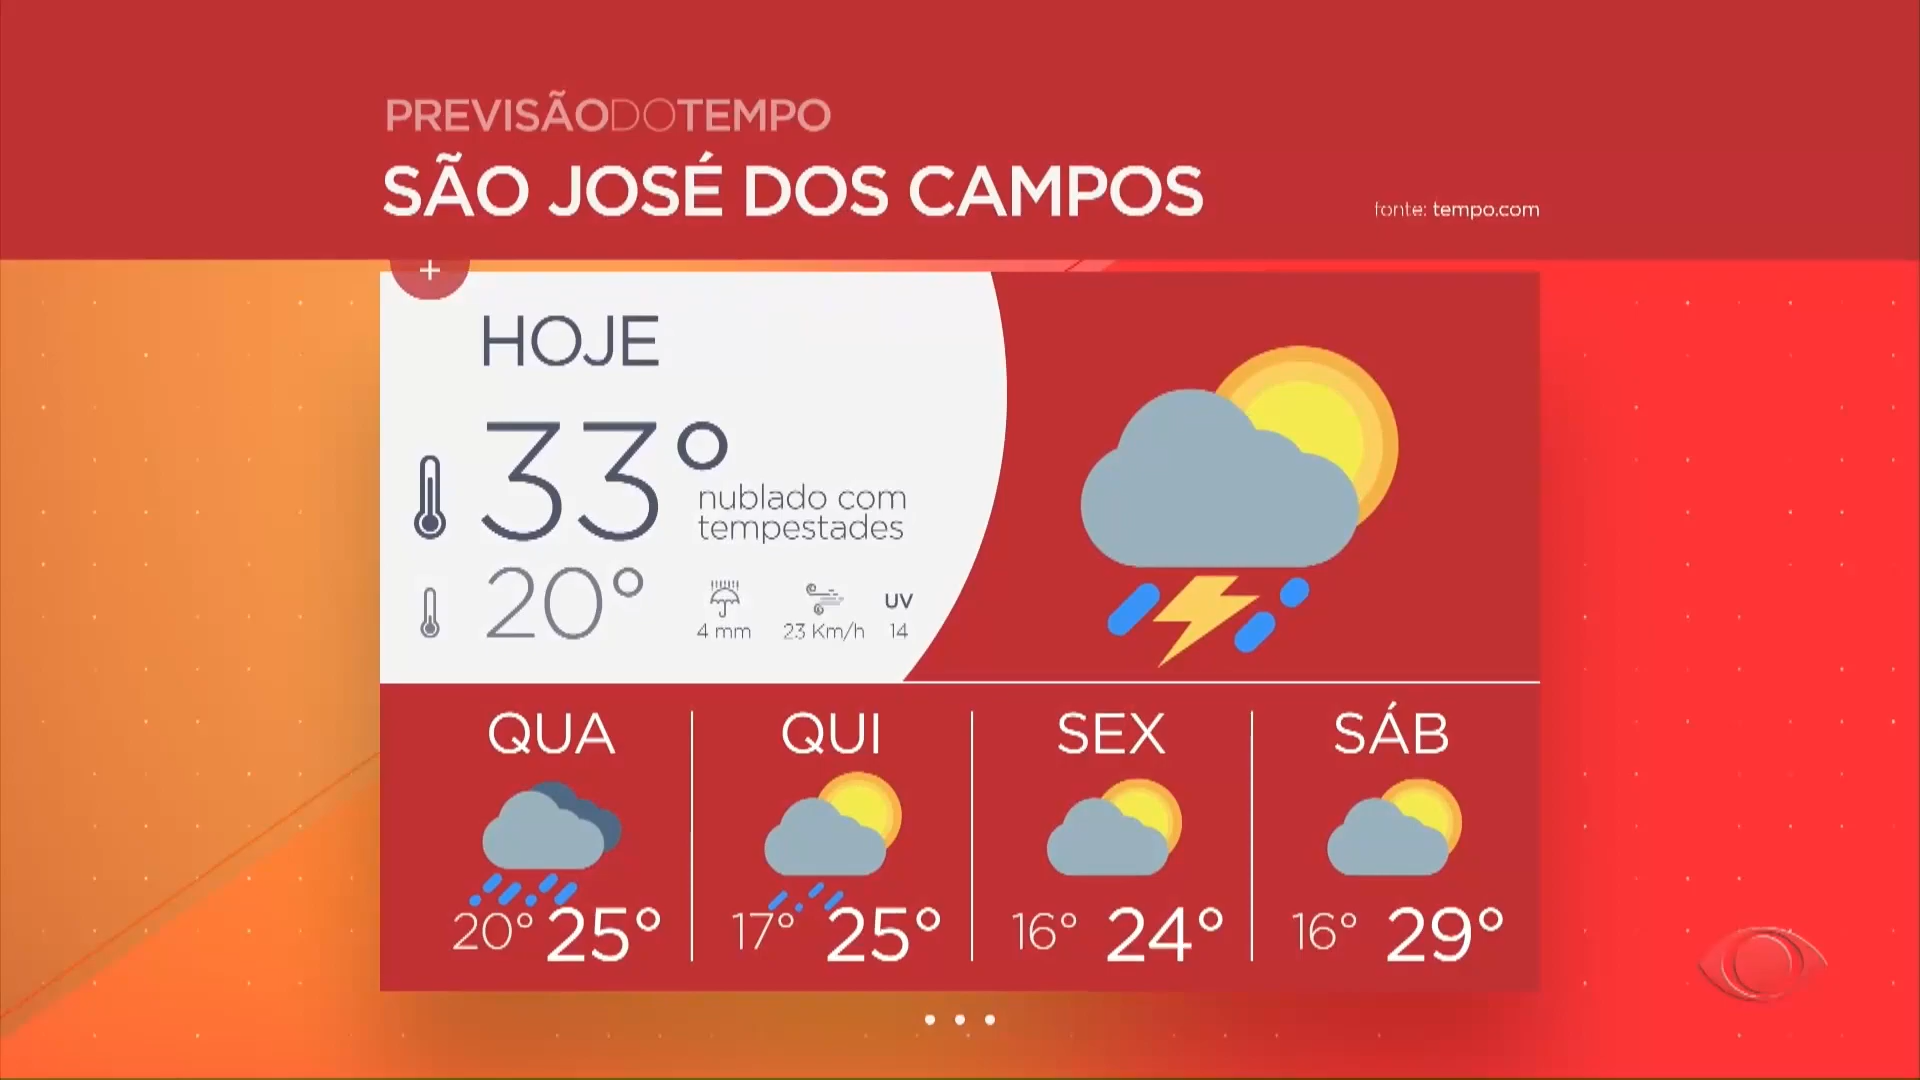 PREVISÃODOTEMPO
SÃO JOSÉ DOS CAMPOS
fonte: tempo.com
+
HOJE
33°
nublado com
tempestades
20°
UV
4 mm 23 Km/h 14
QUA QUI SEX SÁB
20° 25° 17° 25° 16° 24° 16° 29°